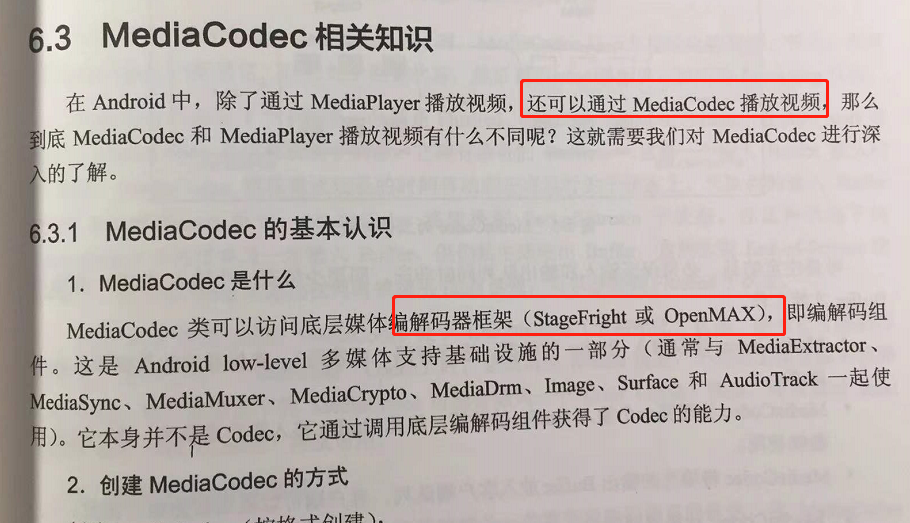 6.3 MediaCodec 相关知识
在 Android 中，除了通过 MediaPlayer 播放视频，还可以通过 MediaCodec 播放视频，那么
到底 MediaCodec 和 MediaPlayer 播放视频有什么不同呢？这就需要我们对 MediaCodec 进行深
入的了解。
6.3.1 MediaCodec 的基本认识
1. MediaCodec 是什么
MediaCodec 类可以访问底层媒体编解码器框架（StageFright 或 OpenMAX），即编解码组
件。这是 Android low-level 多媒体支持基础设施的一部分（通常与 MediaExtractor、
MediaSync、MediaMuxer、MediaCrypto、MediaDrm、Image、Surface 和 AudioTrack 一起使
用）。它本身并不是 Codec，它通过调用底层编解码组件获得了 Codec 的能力。
2. 创建 MediaCodec 的方式
（按格式创建）：